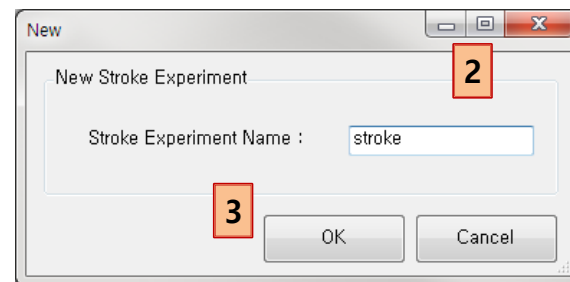 New
2
New Stroke Experiment
Stroke Experiment Name : stroke
3
OK Cancel